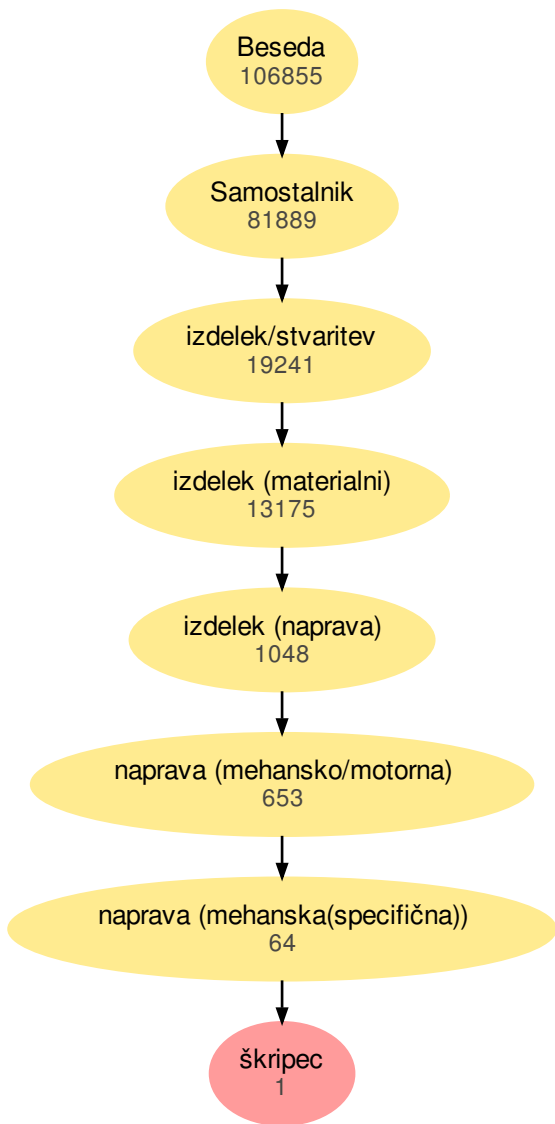 Beseda
106855
Samostalnik
81889
izdelek/stvaritev
19241
izdelek (materialni)
13175
izdelek (naprava)
1048
naprava (mehansko/motorna)
653
naprava (mehanska(specifična))
64
škripec
1